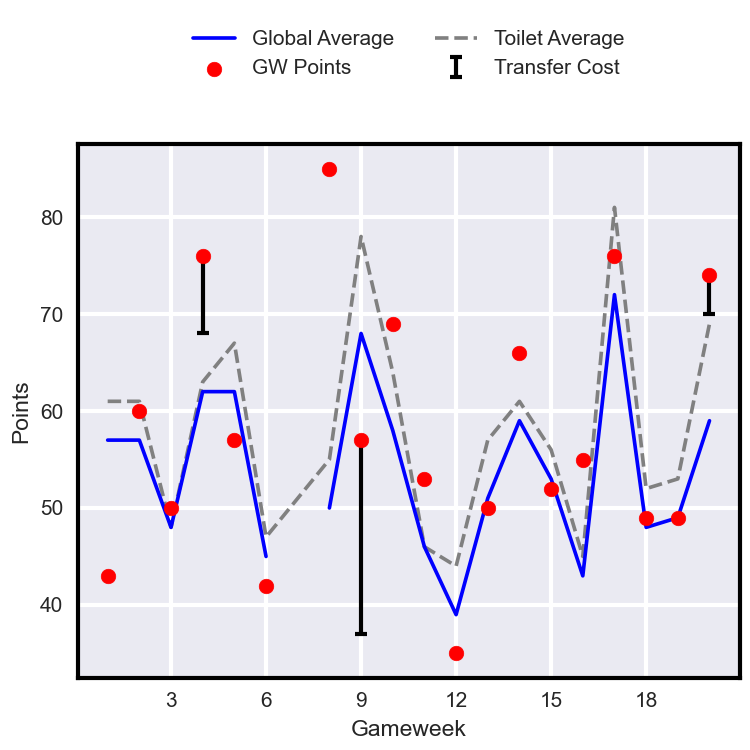 Global Average
GW Points
Toilet Average
Transfer Cost
Points
80
70
60
50
40
3 6 9 12 15 18
Gameweek